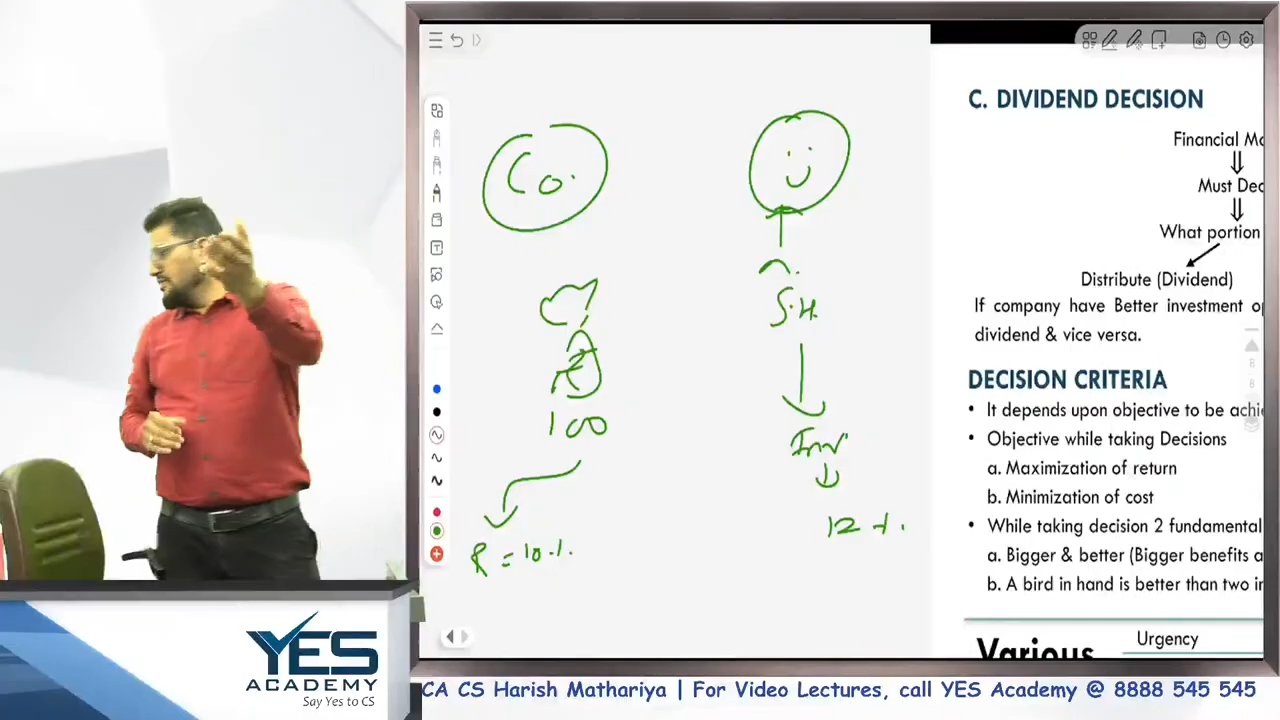 Co.
S.H.
100
Inv
12%.
R = 10%.
C. DIVIDEND DECISION
Financial Ma
Must Dec
What portion
Distribute (Dividend)
If company have Better investment op
dividend & vice versa.
DECISION CRITERIA
• It depends upon objective to be achie
• Objective while taking Decisions
a. Maximization of return
b. Minimization of cost
• While taking decision 2 fundamental
a. Bigger & better (Bigger benefits a
b. A bird in hand is better than two in
Various
Urgency
YES
ACADEMY
Say Yes to CS
CA CS Harish Mathariya | For Video Lectures, call YES Academy @ 8888 545 545